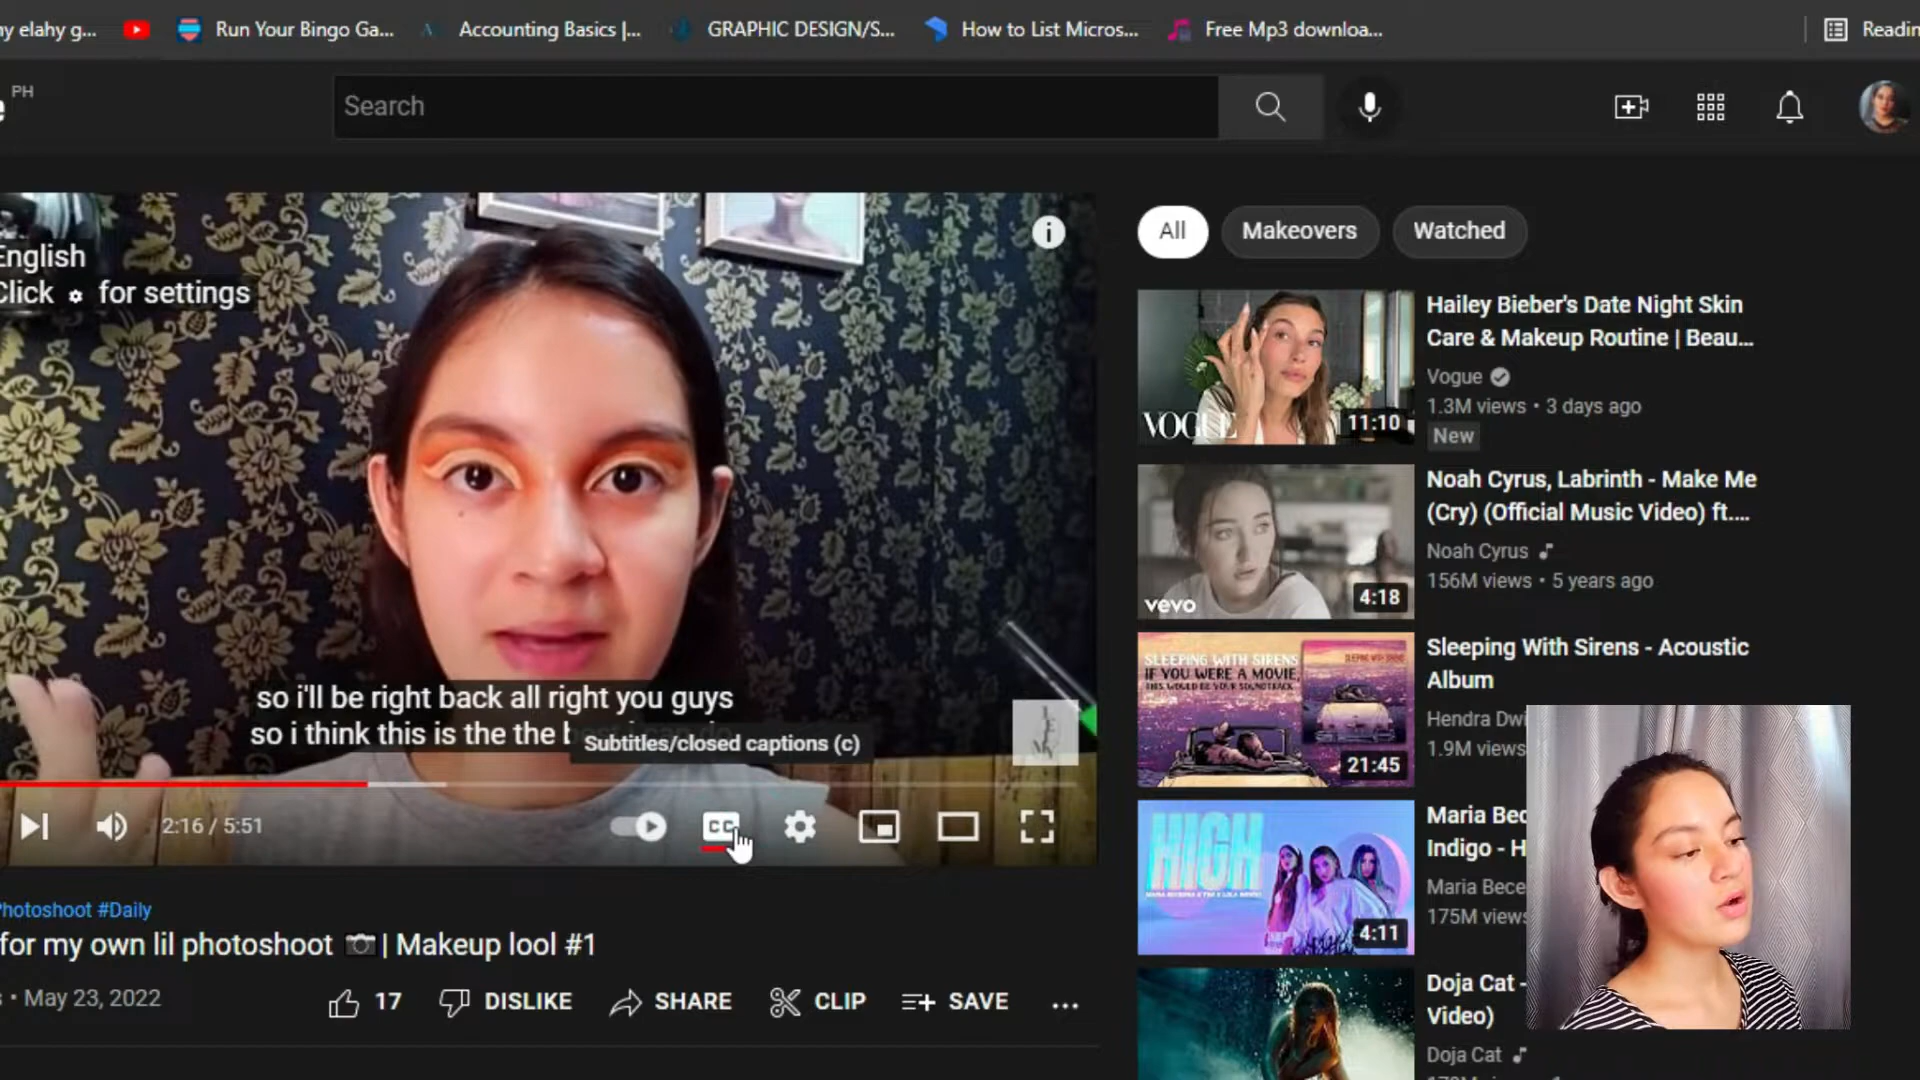 Run Your Bingo Ga...
Accounting Basics |...
GRAPHIC DESIGN/S...
How to List Micros...
Free Mp3 downloa...
PH
Search
English
Click for settings
so i'll be right back all right you guys
so i think this is the the b
Subtitles/closed captions (c)
2:16 / 5:51
CC
#Daily
for my own lil photoshoot | Makeup lool #1
• May 23, 2022
17
DISLIKE
SHARE
CLIP
SAVE
...
All
Makeovers
Watched
VOGUE
11:10
Hailey Bieber's Date Night Skin
Care & Makeup Routine | Beau...
Vogue
1.3M views • 3 days ago
New
vevo
4:18
Noah Cyrus, Labrinth - Make Me
(Cry) (Official Music Video) ft....
Noah Cyrus
156M views • 5 years ago
SLEEPING WITH SIRENS
IF YOU WERE A MOVIE,
THIS WOULD BE YOUR SOUNDTRACK
21:45
Sleeping With Sirens - Acoustic
Album
Hendra Dwi
1.9M views
HIGH
4:11
Maria Bec
Indigo - H
Maria Bece
175M views
Doja Cat -
Video)
Doja Cat